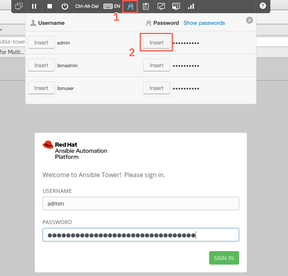 Ctrl-Alt-Del EN
1
Username Password Show passwords
Insert admin Insert ••••••••••
2
Insert ibmadmin Insert ••••••••••
Insert ibmuser Insert ••••••••••
for Multi...
Red Hat
Ansible Automation
Platform
Welcome to Ansible Tower! Please sign in.
USERNAME
admin
PASSWORD
SIGN IN